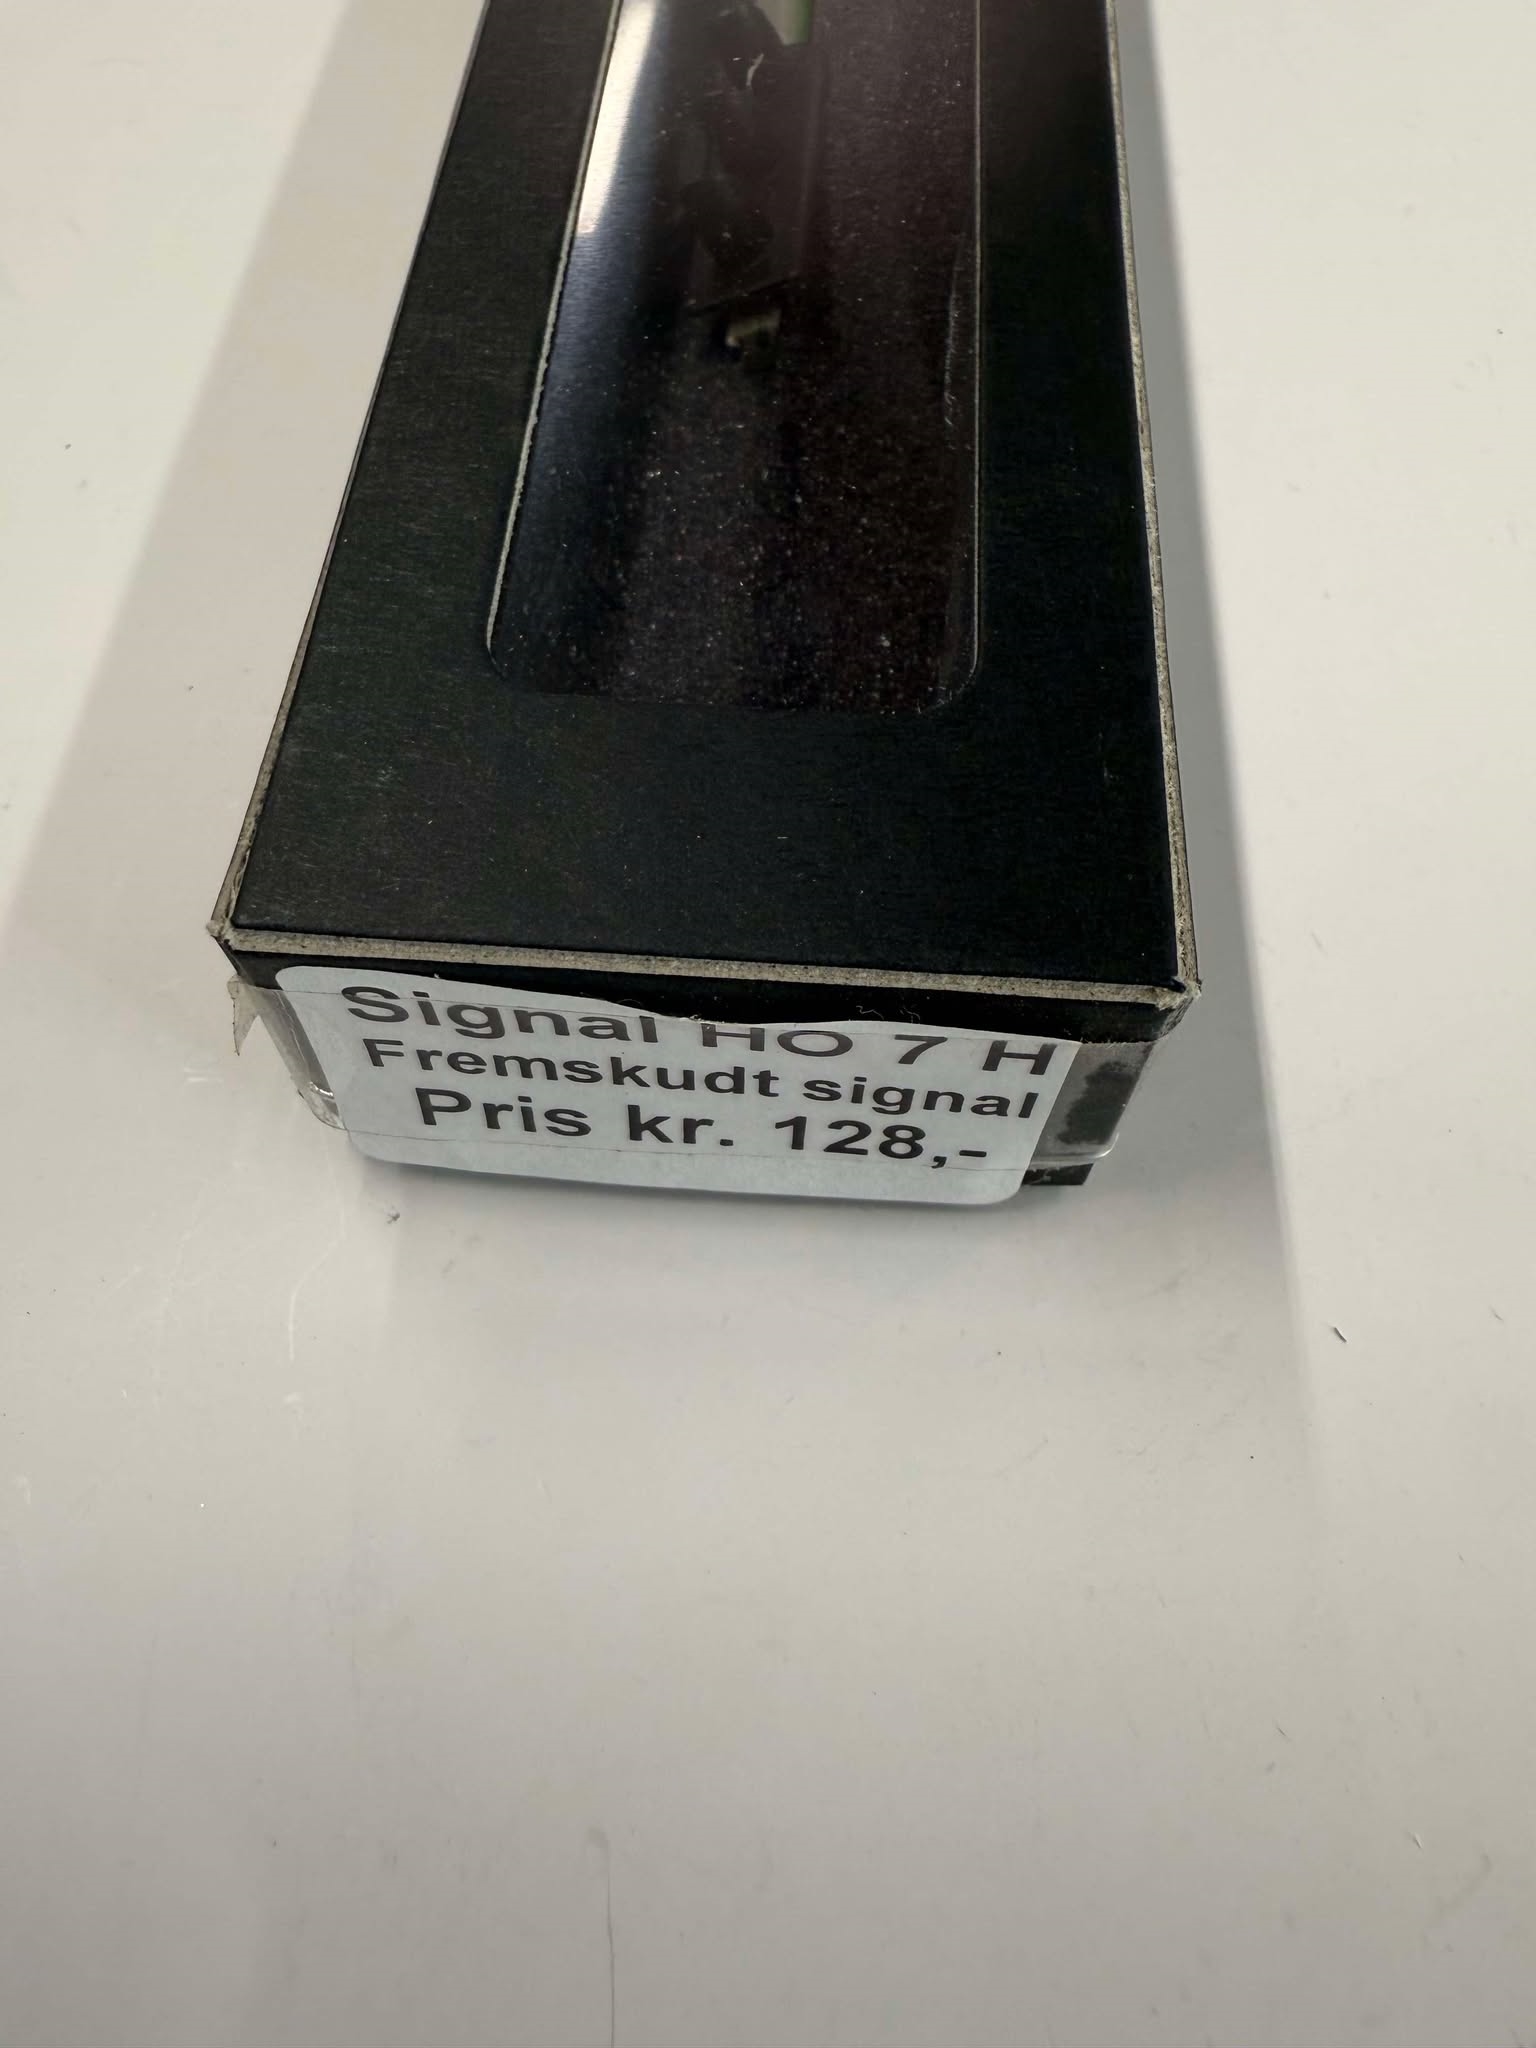 Signal HO 7 H
Fremskudt signal
Pris kr. 128,-